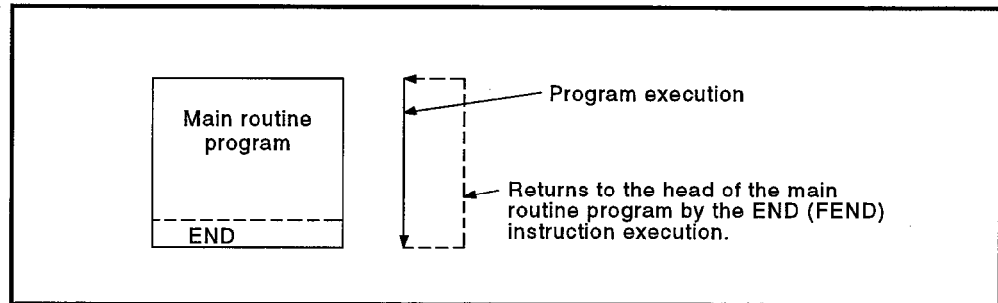 Main routine
program
END
Program execution
Returns to the head of the main
routine program by the END (FEND)
instruction execution.